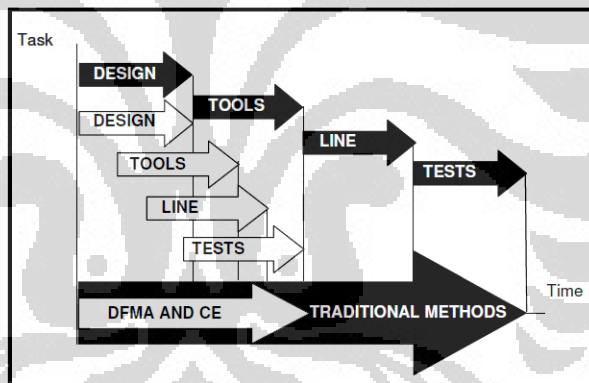 Task
DESIGN
TOOLS
DESIGN
LINE
TOOLS
TESTS
LINE
TESTS
Time
DFMA AND CE
TRADITIONAL METHODS